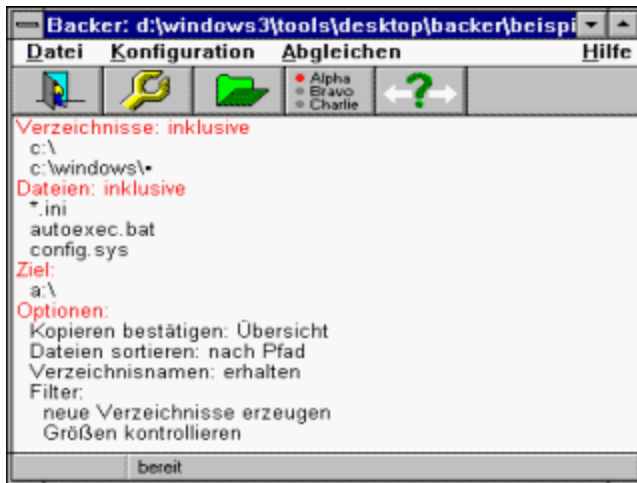 Backer: d:\windows3\tools\desktop\backer\beispi
Datei Konfiguration Abgleichen Hilfe
Alpha
Bravo
Charlie
?
Verzeichnisse: inklusive
c:\
c:\windows\•
Dateien: inklusive
*.ini
autoexec.bat
config.sys
Ziel:
a:\
Optionen:
Kopieren bestätigen: Übersicht
Dateien sortieren: nach Pfad
Verzeichnisnamen: erhalten
Filter:
neue Verzeichnisse erzeugen
Größen kontrollieren
bereit